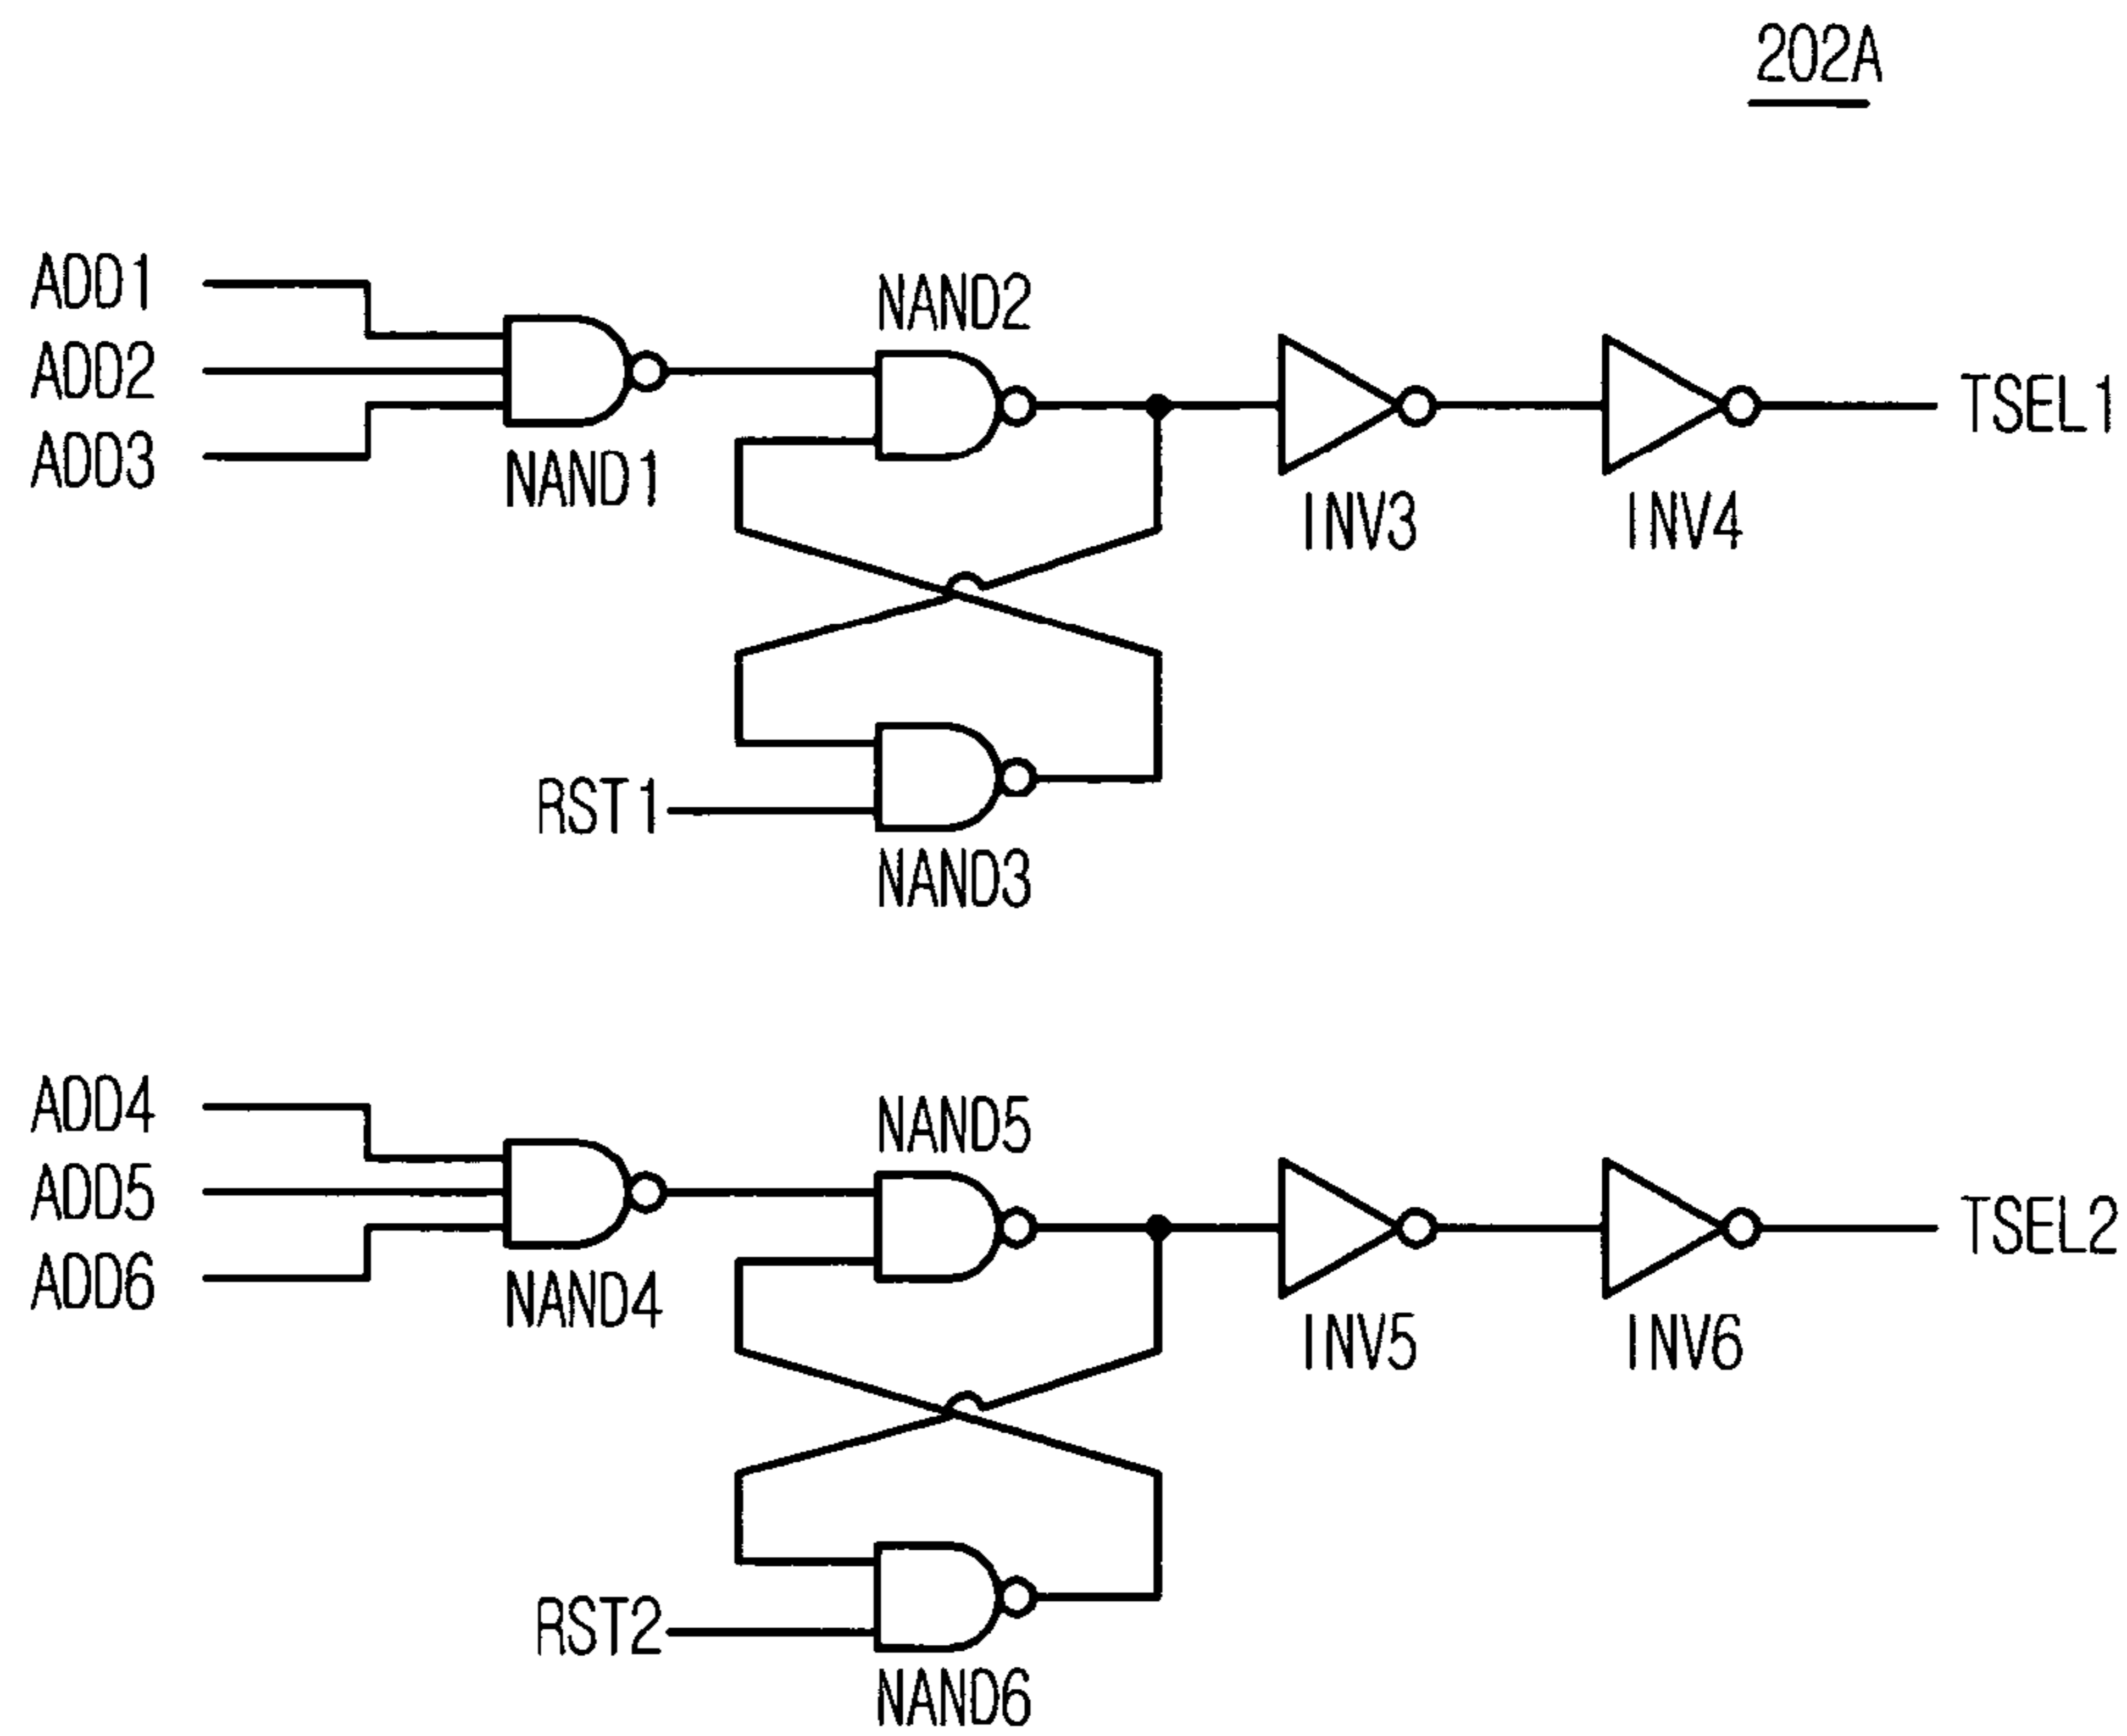 202A
ADD1
ADD2
ADD3
NAND1
NAND2
INV3
INV4
TSEL1
RST1
NAND3
ADD4
ADD5
ADD6
NAND4
NAND5
INV5
INV6
TSEL2
RST2
NAND6